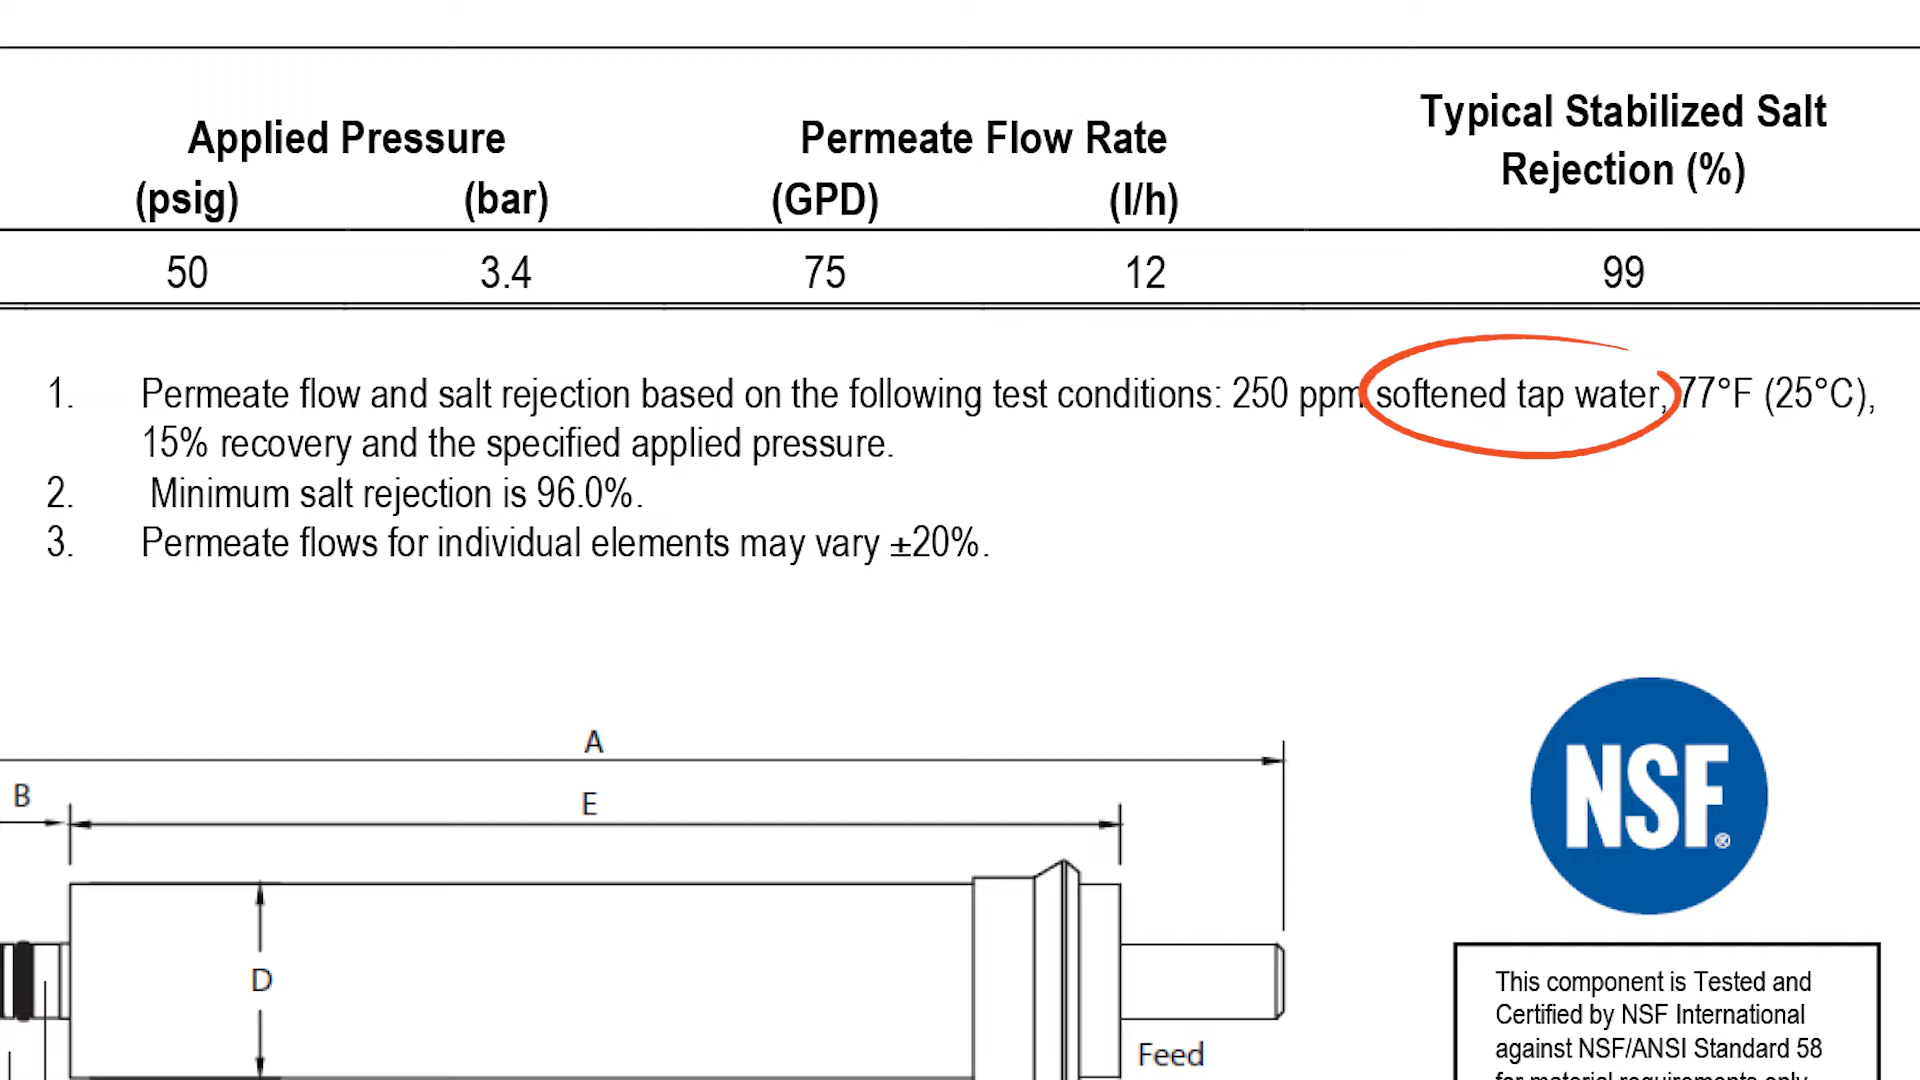 Applied Pressure
Permeate Flow Rate
Typical Stabilized Salt
Rejection (%)
(psig) (bar) (GPD) (l/h)
50 3.4 75 12 99
1. Permeate flow and salt rejection based on the following test conditions: 250 ppm softened tap water, 77°F (25°C),
15% recovery and the specified applied pressure.
2. Minimum salt rejection is 96.0%.
3. Permeate flows for individual elements may vary ±20%.
A
B
E
D
Feed
NSF®
This component is Tested and
Certified by NSF International
against NSF/ANSI Standard 58
for material requirements only